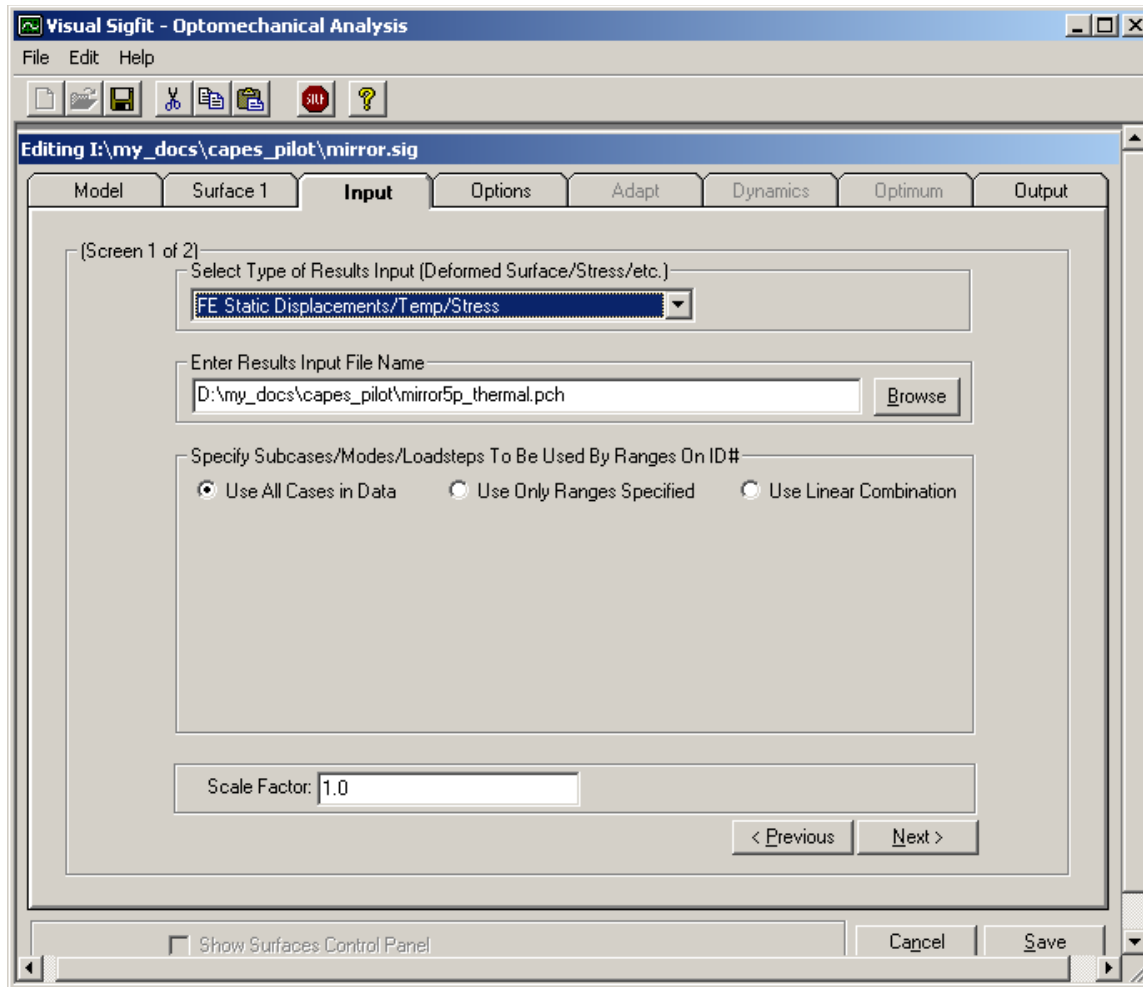 Visual Sigfit - Optomechanical Analysis
File Edit Help
Editing I:\my_docs\capes_pilot\mirror.sig
Model Surface 1 Input Options Adapt Dynamics Optimum Output
(Screen 1 of 2)
Select Type of Results Input (Deformed Surface/Stress/etc.)
FE Static Displacements/Temp/Stress
Enter Results Input File Name
D:\my_docs\capes_pilot\mirror5p_thermal.pch Browse
Specify Subcases/Modes/Loadsteps To Be Used By Ranges On ID#
Use All Cases in Data Use Only Ranges Specified Use Linear Combination
Scale Factor: 1.0
< Previous Next >
Show Surfaces Control Panel Cancel Save